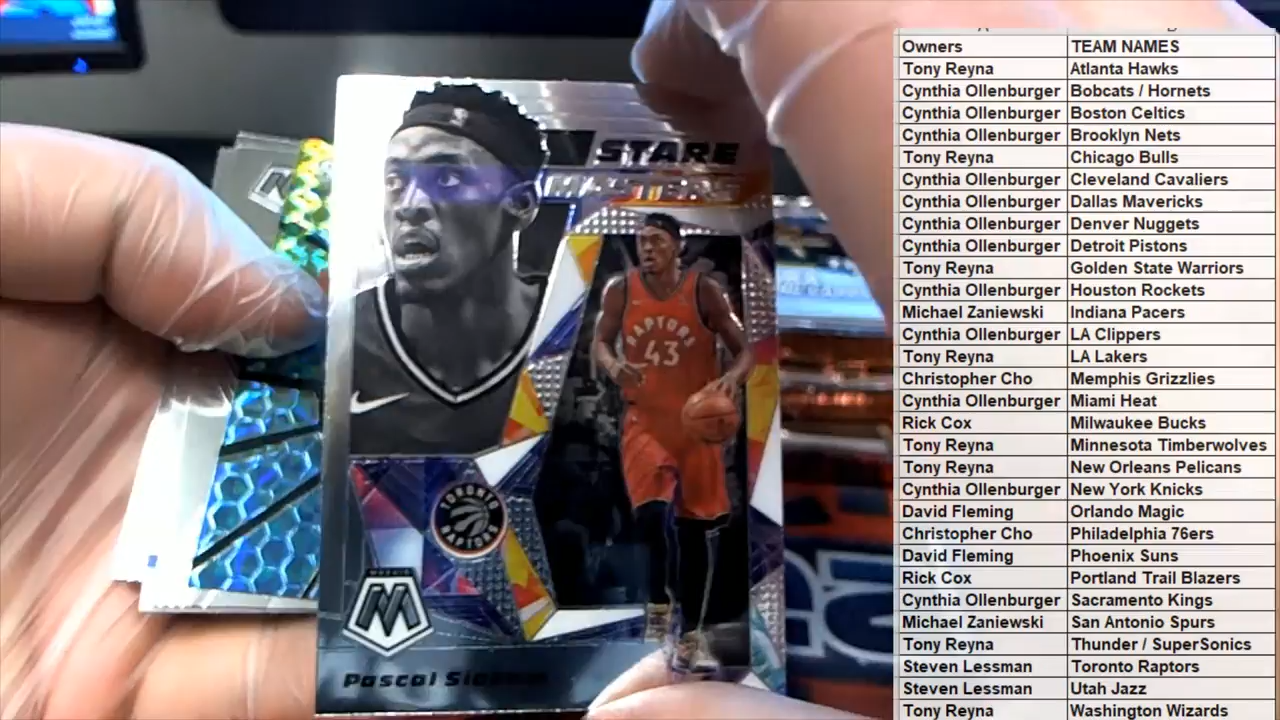 STARE
MASTERS
RAPTORS
43
TORONTO
RAPTORS
MOSAIC
M
Pascal
Owners TEAM NAMES
Tony Reyna Atlanta Hawks
Cynthia Ollenburger Bobcats / Hornets
Cynthia Ollenburger Boston Celtics
Cynthia Ollenburger Brooklyn Nets
Tony Reyna Chicago Bulls
Cynthia Ollenburger Cleveland Cavaliers
Cynthia Ollenburger Dallas Mavericks
Cynthia Ollenburger Denver Nuggets
Cynthia Ollenburger Detroit Pistons
Tony Reyna Golden State Warriors
Cynthia Ollenburger Houston Rockets
Michael Zaniewski Indiana Pacers
Cynthia Ollenburger LA Clippers
Tony Reyna LA Lakers
Christopher Cho Memphis Grizzlies
Cynthia Ollenburger Miami Heat
Rick Cox Milwaukee Bucks
Tony Reyna Minnesota Timberwolves
Tony Reyna New Orleans Pelicans
Cynthia Ollenburger New York Knicks
David Fleming Orlando Magic
Christopher Cho Philadelphia 76ers
David Fleming Phoenix Suns
Rick Cox Portland Trail Blazers
Cynthia Ollenburger Sacramento Kings
Michael Zaniewski San Antonio Spurs
Tony Reyna Thunder / SuperSonics
Steven Lessman Toronto Raptors
Steven Lessman Utah Jazz
Tony Reyna Washington Wizards